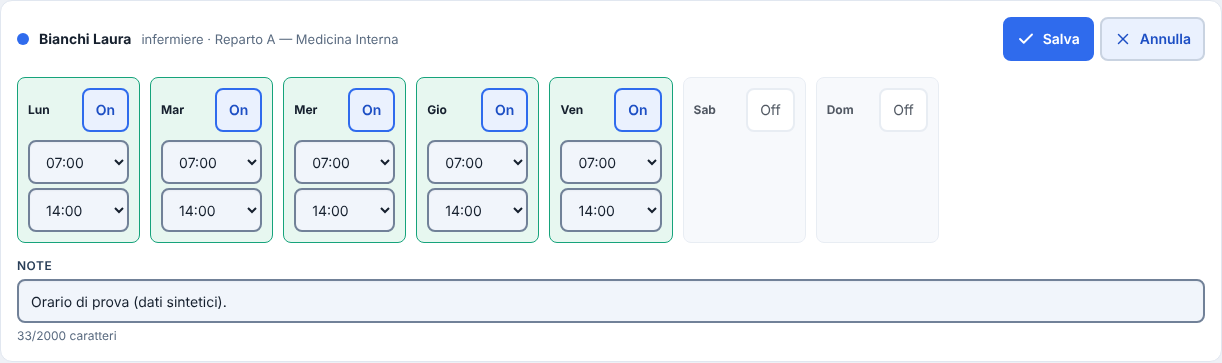 Bianchi Laura infermiere · Reparto A — Medicina Interna Salva Annulla
Lun On Mar On Mer On Gio On Ven On Sab Off Dom Off
07:00 07:00 07:00 07:00 07:00
14:00 14:00 14:00 14:00 14:00
NOTE
Orario di prova (dati sintetici).
33/2000 caratteri